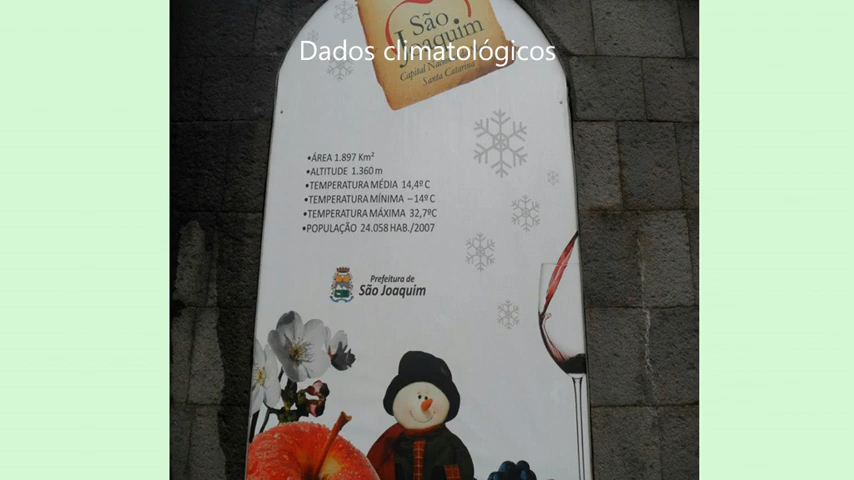 São
Joaquim
Dados climatológicos
Capital Na
Santa Catarina
•ÁREA 1.897 Km²
•ALTITUDE 1.360 m
•TEMPERATURA MÉDIA 14,4º C
•TEMPERATURA MÍNIMA –14º C
•TEMPERATURA MÁXIMA 32,7ºC
•POPULAÇÃO 24.058 HAB./2007
Prefeitura de
São Joaquim